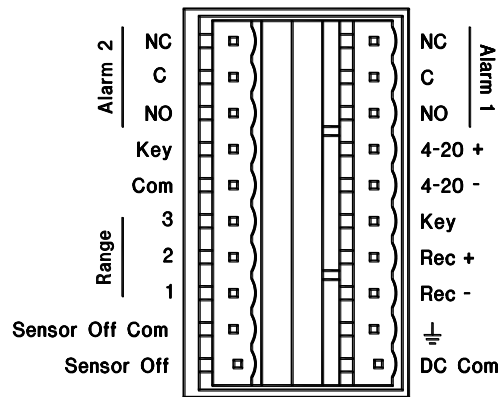 Alarm 2
NC
C
NO
Key
Com
Range
3
2
1
Sensor Off Com
Sensor Off
NC
C
NO
Alarm 1
4-20 +
4-20 -
Key
Rec +
Rec -
DC Com